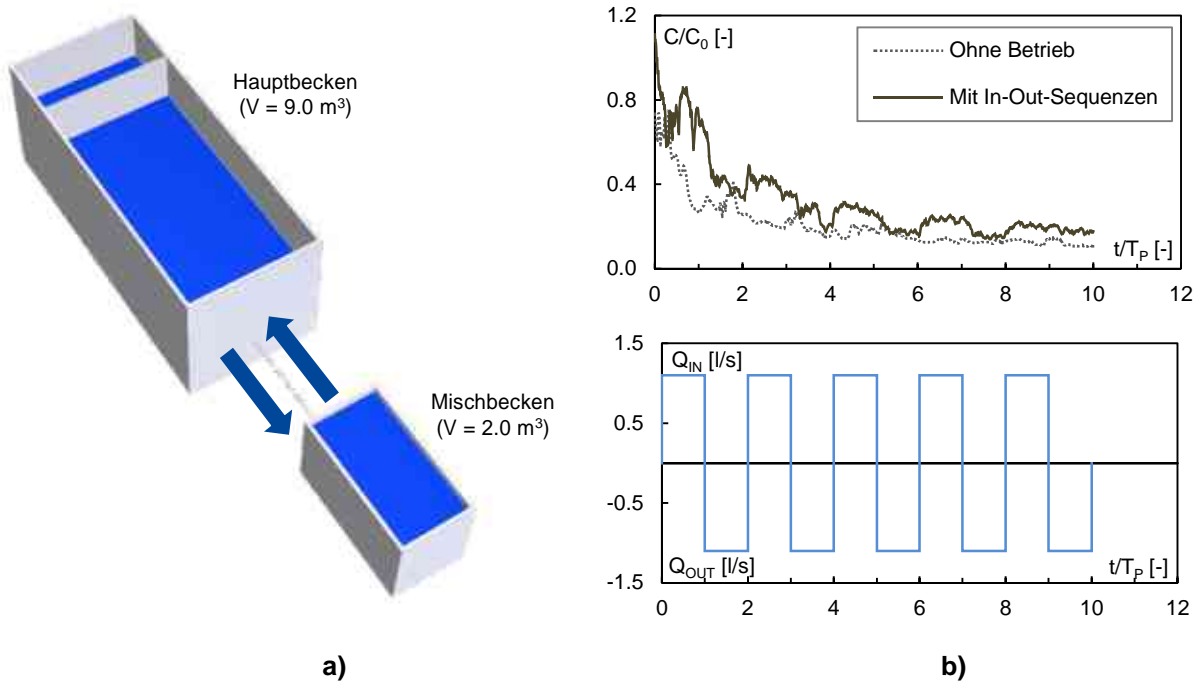 Hauptbecken
(V = 9.0 m³)
Mischbecken
(V = 2.0 m³)
a)
1.2
0.8
0.4
0.0
C/C₀ [-]
Ohne Betrieb
Mit In-Out-Sequenzen
t/Tₚ [-]
0 2 4 6 8 10 12
1.5
0.5
-0.5
-1.5
Q_IN [l/s]
Q_OUT [l/s]
t/Tₚ [-]
0 2 4 6 8 10 12
b)